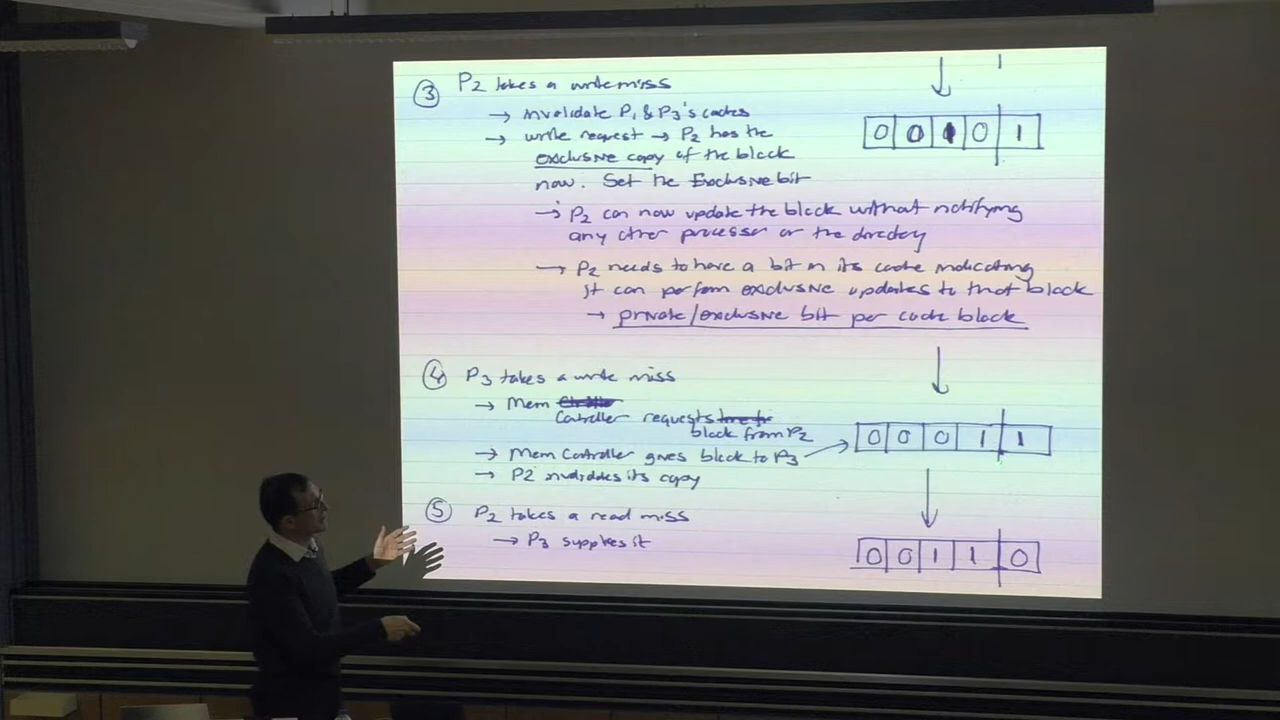 ③ P2 takes a write miss
→ invalidate P1 & P3's caches
→ write request → P2 has the
exclusive copy of the block
now. Set the Exclusive bit
→ P2 can now update the block without notifying
any other processor or the directory
→ P2 needs to have a bit in its cache indicating
it can perform exclusive updates to that block
→ private/exclusive bit per cache block
0 0 1 0 1
④ P3 takes a write miss
→ Mem
Controller requests
block from P2
→ Mem Controller gives block to P3
→ P2 invalidates its copy
0 0 0 1 1
⑤ P2 takes a read miss
→ P3 supplies it
0 0 1 1 0